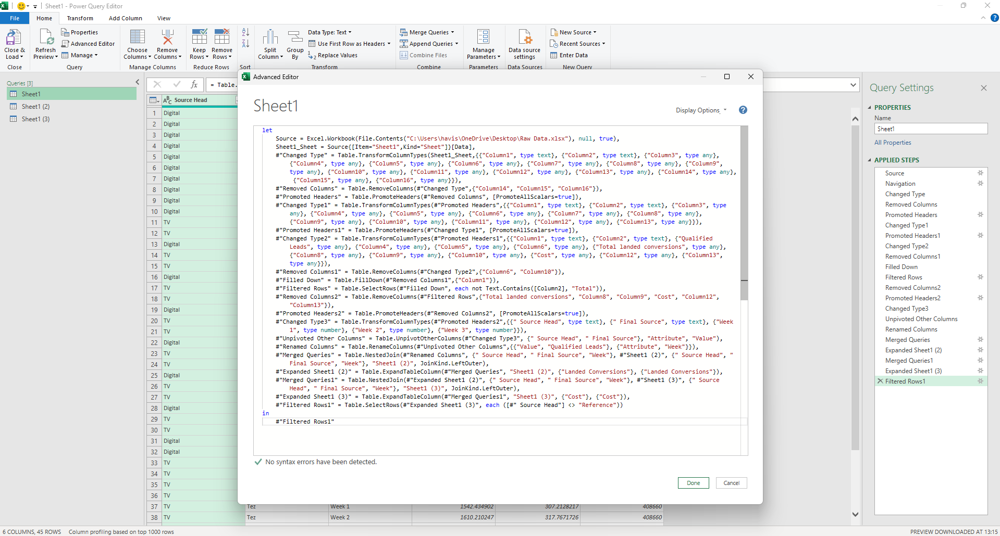 Sheet1 - Power Query Editor
File Home Transform Add Column View
Close & Load
Close
Refresh Preview
Properties
Advanced Editor
Manage
Query
Choose Columns
Remove Columns
Manage Columns
Keep Rows
Remove Rows
Reduce Rows
Sort
Split Column
Group By
Data Type: Text
Use First Row as Headers
Replace Values
Transform
Merge Queries
Append Queries
Combine Files
Combine
Manage Parameters
Parameters
Data source settings
Data Sources
New Source
Recent Sources
Enter Data
New Query
Queries [3]
Sheet1
Sheet1 (2)
Sheet1 (3)
fx
= Table.
Source Head
1 Digital
2 Digital
3 Digital
4 Digital
5 Digital
6 Digital
7 Digital
8 Digital
9 Digital
10 Digital
11 TV
12 TV
13 Digital
14 TV
15 TV
16 Digital
17 TV
18 TV
19 Digital
20 TV
21 TV
22 Digital
23 TV
24 TV
25 Digital
26 TV
27 TV
28 Digital
29 TV
30 TV
31 Digital
32 Digital
33 TV
34 TV
35 TV
36 TV
37 TV Tez Week 1 1542.434902 307.2128217 408660
38 TV Tez Week 2 1610.210247 317.7671726 408660
Advanced Editor
Sheet1
Display Options
let
Source = Excel.Workbook(File.Contents("C:\Users\havis\OneDrive\Desktop\Raw Data.xlsx"), null, true),
Sheet1_Sheet = Source{[Item="Sheet1",Kind="Sheet"]}[Data],
#"Changed Type" = Table.TransformColumnTypes(Sheet1_Sheet,{{"Column1", type text}, {"Column2", type text}, {"Column3", type any},
{"Column4", type any}, {"Column5", type any}, {"Column6", type any}, {"Column7", type any}, {"Column8", type any}, {"Column9",
type any}, {"Column10", type any}, {"Column11", type any}, {"Column12", type any}, {"Column13", type any}, {"Column14", type any},
{"Column15", type any}, {"Column16", type any}}),
#"Removed Columns" = Table.RemoveColumns(#"Changed Type",{"Column14", "Column15", "Column16"}),
#"Promoted Headers" = Table.PromoteHeaders(#"Removed Columns", [PromoteAllScalars=true]),
#"Changed Type1" = Table.TransformColumnTypes(#"Promoted Headers",{{"Column1", type text}, {"Column2", type text}, {"Column3", type
any}, {"Column4", type any}, {"Column5", type any}, {"Column6", type any}, {"Column7", type any}, {"Column8", type any},
{"Column9", type any}, {"Column10", type any}, {"Column11", type any}, {"Column12", type any}, {"Column13", type any}}),
#"Promoted Headers1" = Table.PromoteHeaders(#"Changed Type1", [PromoteAllScalars=true]),
#"Changed Type2" = Table.TransformColumnTypes(#"Promoted Headers1",{{"Column1", type text}, {"Column2", type text}, {"Qualified
Leads", type any}, {"Column4", type any}, {"Column5", type any}, {"Column6", type any}, {"Total landed conversions", type any},
{"Column8", type any}, {"Column9", type any}, {"Column10", type any}, {"Cost", type any}, {"Column12", type any}, {"Column13",
type any}}),
#"Removed Columns1" = Table.RemoveColumns(#"Changed Type2",{"Column6", "Column10"}),
#"Filled Down" = Table.FillDown(#"Removed Columns1",{"Column1"}),
#"Filtered Rows" = Table.SelectRows(#"Filled Down", each not Text.Contains([Column2], "Total")),
#"Removed Columns2" = Table.RemoveColumns(#"Filtered Rows",{"Total landed conversions", "Column8", "Column9", "Cost", "Column12",
"Column13"}),
#"Promoted Headers2" = Table.PromoteHeaders(#"Removed Columns2", [PromoteAllScalars=true]),
#"Changed Type3" = Table.TransformColumnTypes(#"Promoted Headers2",{{" Source Head", type text}, {" Final Source", type text}, {"Week
1", type number}, {"Week 2", type number}, {"Week 3", type number}}),
#"Unpivoted Other Columns" = Table.UnpivotOtherColumns(#"Changed Type3", {" Source Head", " Final Source"}, "Attribute", "Value"),
#"Renamed Columns" = Table.RenameColumns(#"Unpivoted Other Columns",{{"Value", "Qualified Leads"}, {"Attribute", "Week"}}),
#"Merged Queries" = Table.NestedJoin(#"Renamed Columns", {" Source Head", " Final Source", "Week"}, #"Sheet1 (2)", {" Source Head", "
Final Source", "Week"}, "Sheet1 (2)", JoinKind.LeftOuter),
#"Expanded Sheet1 (2)" = Table.ExpandTableColumn(#"Merged Queries", "Sheet1 (2)", {"Landed Conversions"}, {"Landed Conversions"}),
#"Merged Queries1" = Table.NestedJoin(#"Expanded Sheet1 (2)", {" Source Head", " Final Source", "Week"}, #"Sheet1 (3)", {" Source
Head", " Final Source", "Week"}, "Sheet1 (3)", JoinKind.LeftOuter),
#"Expanded Sheet1 (3)" = Table.ExpandTableColumn(#"Merged Queries1", "Sheet1 (3)", {"Cost"}, {"Cost"}),
#"Filtered Rows1" = Table.SelectRows(#"Expanded Sheet1 (3)", each ([#" Source Head"] <> "Reference"))
in
#"Filtered Rows1"
No syntax errors have been detected.
Done Cancel
Query Settings
PROPERTIES
Name
Sheet1
All Properties
APPLIED STEPS
Source
Navigation
Changed Type
Removed Columns
Promoted Headers
Changed Type1
Promoted Headers1
Changed Type2
Removed Columns1
Filled Down
Filtered Rows
Removed Columns2
Promoted Headers2
Changed Type3
Unpivoted Other Columns
Renamed Columns
Merged Queries
Expanded Sheet1 (2)
Merged Queries1
Expanded Sheet1 (3)
Filtered Rows1
6 COLUMNS, 45 ROWS Column profiling based on top 1000 rows
PREVIEW DOWNLOADED AT 13:15